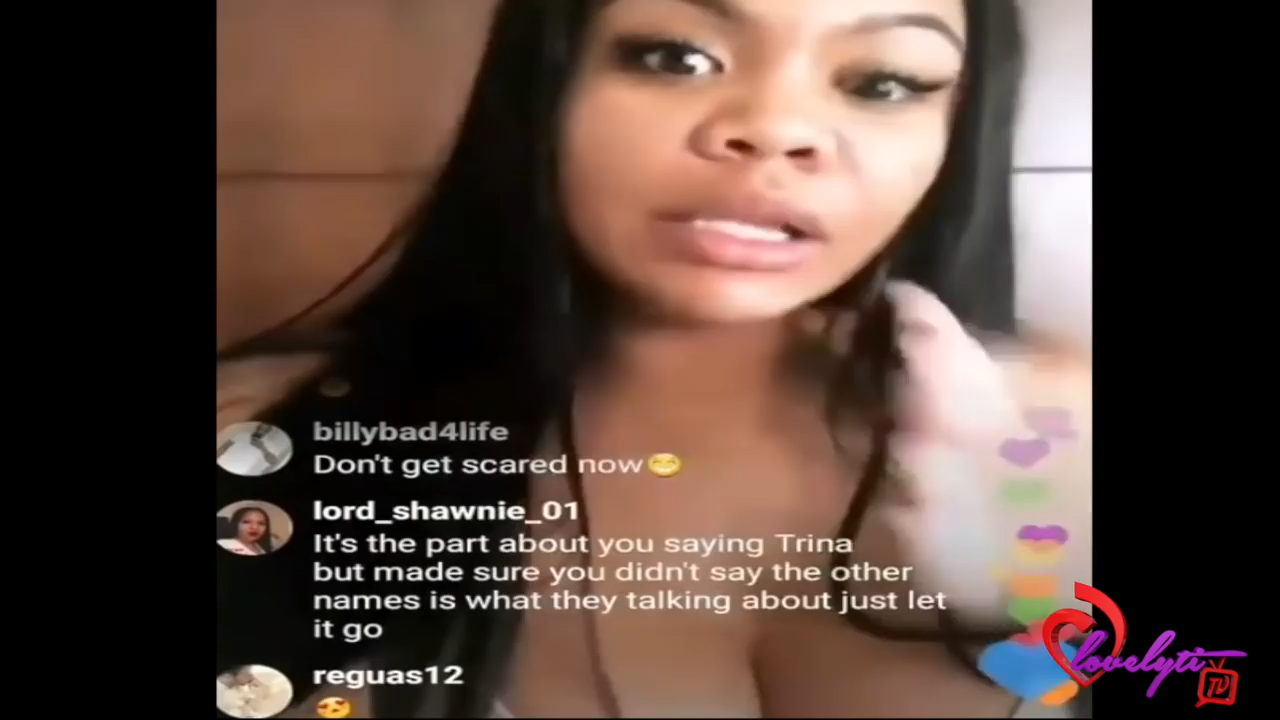 billybad4life
Don't get scared now😁
lord_shawnie_01
It's the part about you saying Trina
but made sure you didn't say the other
names is what they talking about just let
it go
reguas12
😍
lovelyti
TV